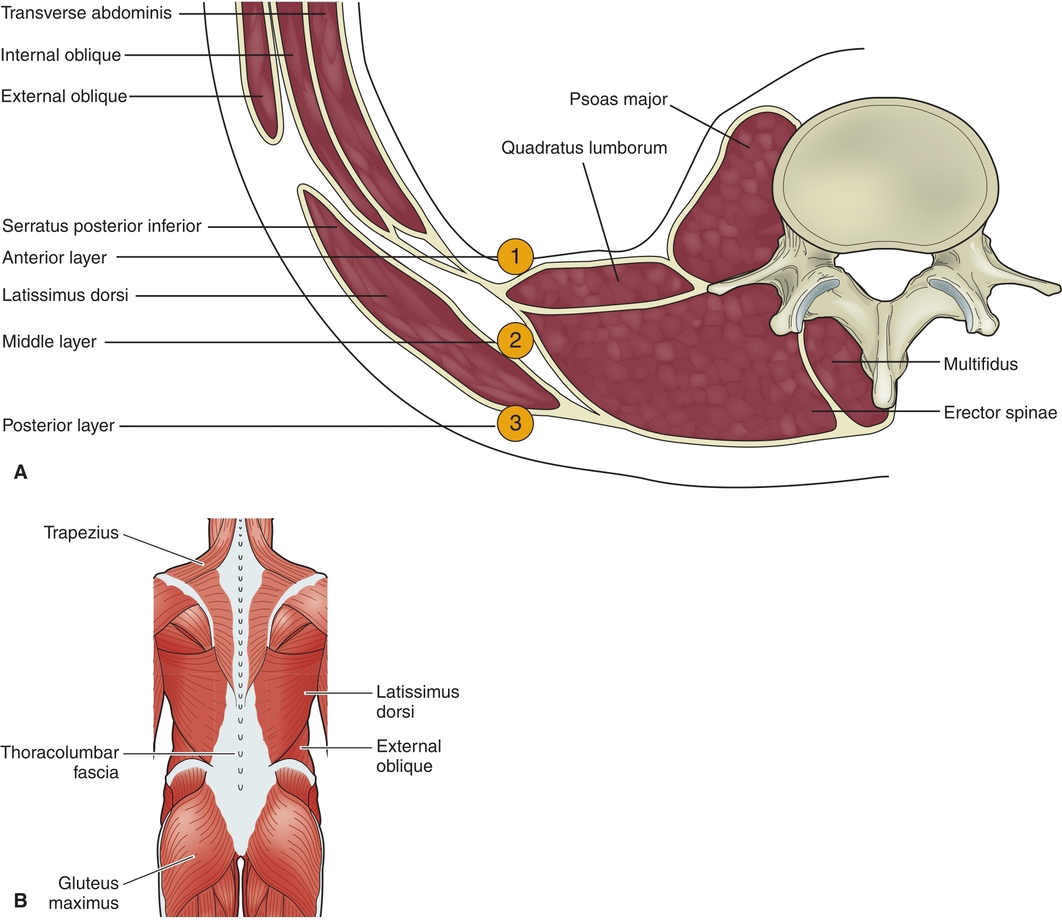 Transverse abdominis
Internal oblique
External oblique
Psoas major
Quadratus lumborum
Serratus posterior inferior
Anterior layer
1
Latissimus dorsi
Middle layer
2
Multifidus
Erector spinae
Posterior layer
3
A
Trapezius
Latissimus
dorsi
External
oblique
Thoracolumbar
fascia
Gluteus
maximus
B